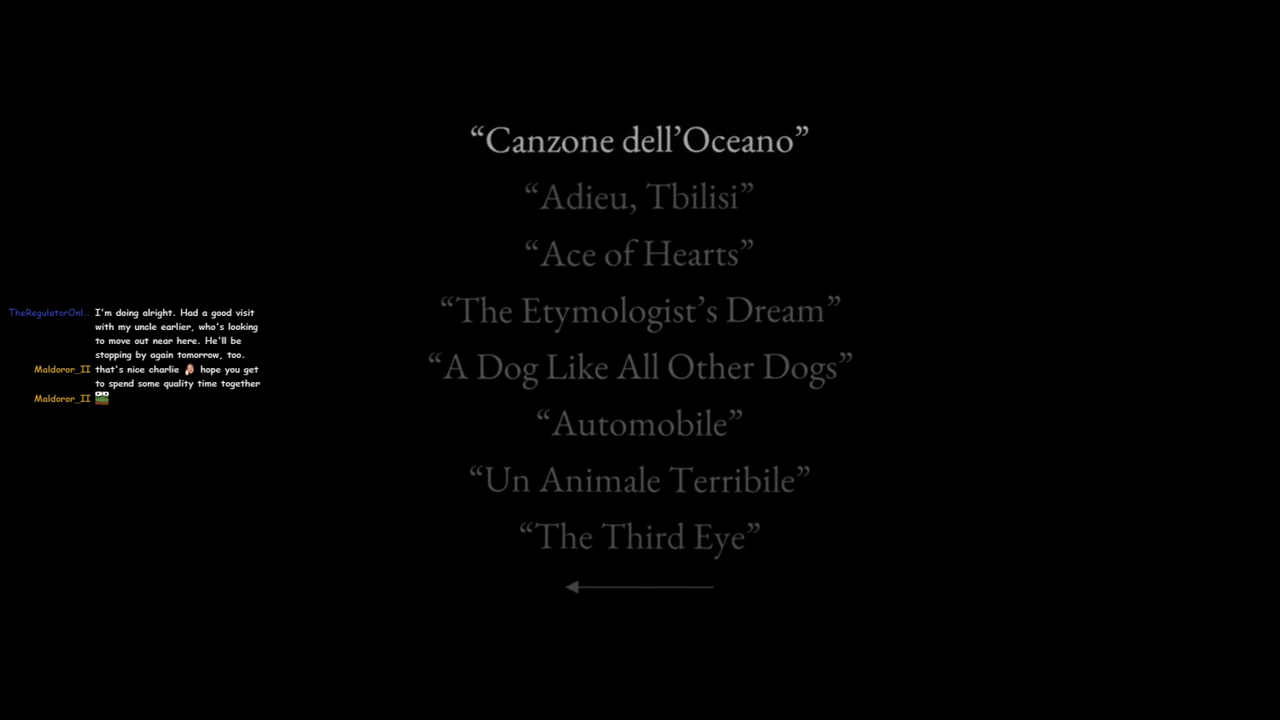 “Canzone dell’Oceano”
“Adieu, Tbilisi”
“Ace of Hearts”
“The Etymologist’s Dream”
“A Dog Like All Other Dogs”
“Automobile”
“Un Animale Terribile”
“The Third Eye”
TheRegulatorOnl... I'm doing alright. Had a good visit
with my uncle earlier, who's looking
to move out near here. He'll be
stopping by again tomorrow, too.
Maldoror_II that's nice charlie hope you get
to spend some quality time together
Maldoror_II